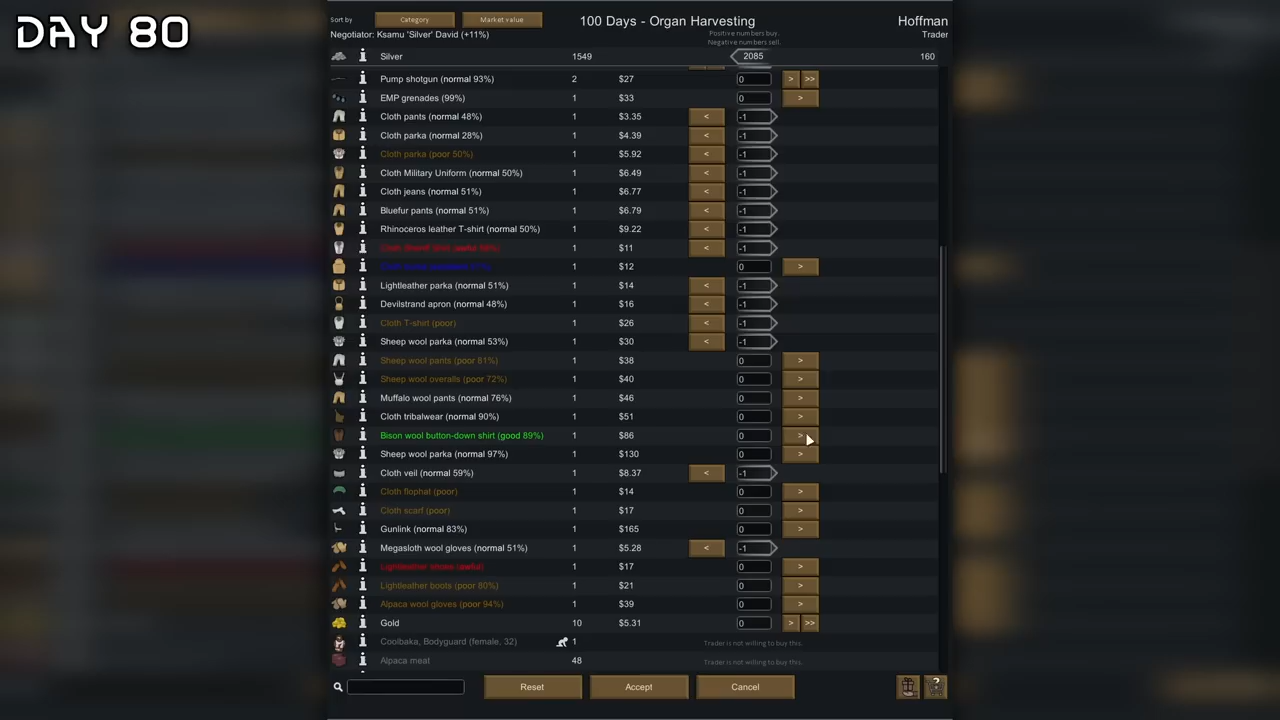 DAY 80
Sort by Category Market value 100 Days - Organ Harvesting Hoffman
Negotiator: Ksamu 'Silver' David (+11%) Positive numbers buy. Trader
Negative numbers sell.
Silver 1549 2085 160
Pump shotgun (normal 93%) 2 $27 0 > >>
EMP grenades (99%) 1 $33 0 >
Cloth pants (normal 48%) 1 $3.35 < -1
Cloth parka (normal 28%) 1 $4.39 < -1
Cloth parka (poor 50%) 1 $5.92 < -1
Cloth Military Uniform (normal 50%) 1 $6.49 < -1
Cloth jeans (normal 51%) 1 $6.77 < -1
Bluefur pants (normal 51%) 1 $6.79 < -1
Rhinoceros leather T-shirt (normal 50%) 1 $9.22 < -1
1 $11 < -1
1 $12 0 >
Lightleather parka (normal 51%) 1 $14 < -1
Devilstrand apron (normal 48%) 1 $16 < -1
Cloth T-shirt (poor) 1 $26 < -1
Sheep wool parka (normal 53%) 1 $30 < -1
Sheep wool pants (poor 81%) 1 $38 0 >
Sheep wool overalls (poor 72%) 1 $40 0 >
Muffalo wool pants (normal 76%) 1 $46 0 >
Cloth tribalwear (normal 90%) 1 $51 0 >
Bison wool button-down shirt (good 89%) 1 $86 0 >
Sheep wool parka (normal 97%) 1 $130 0 >
Cloth veil (normal 59%) 1 $8.37 < -1
Cloth flophat (poor) 1 $14 0 >
Cloth scarf (poor) 1 $17 0 >
Gunlink (normal 83%) 1 $165 0 >
Megasloth wool gloves (normal 51%) 1 $5.28 < -1
Lightleather shoes (awful) 1 $17 0 >
Lightleather boots (poor 80%) 1 $21 0 >
Alpaca wool gloves (poor 94%) 1 $39 0 >
Gold 10 $5.31 0 > >>
Coolbaka, Bodyguard (female, 32) 1 Trader is not willing to buy this.
Alpaca meat 48 Trader is not willing to buy this.
Reset Accept Cancel